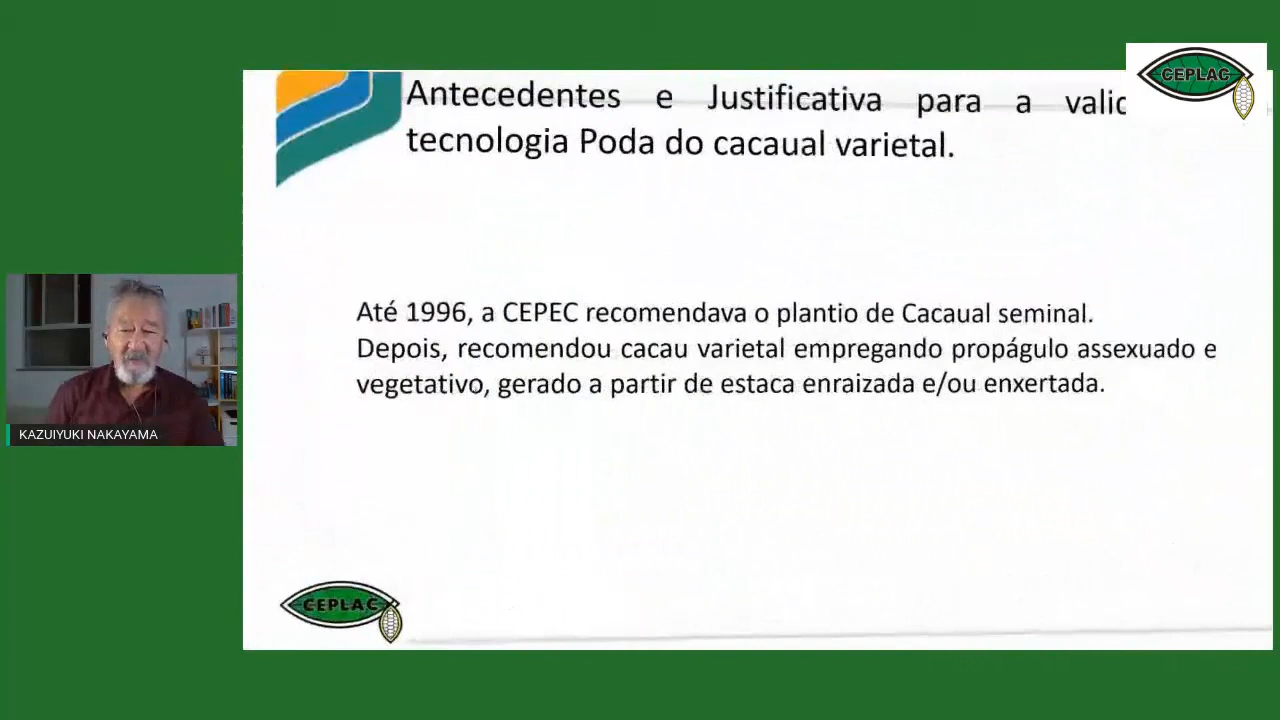 CEPLAC
Antecedentes e Justificativa para a
tecnologia Poda do cacaual varietal.
Até 1996, a CEPEC recomendava o plantio de Cacaual seminal.
Depois, recomendou cacau varietal empregando propágulo assexuado e
vegetativo, gerado a partir de estaca enraizada e/ou enxertada.
KAZUIYUKI NAKAYAMA
CEPLAC